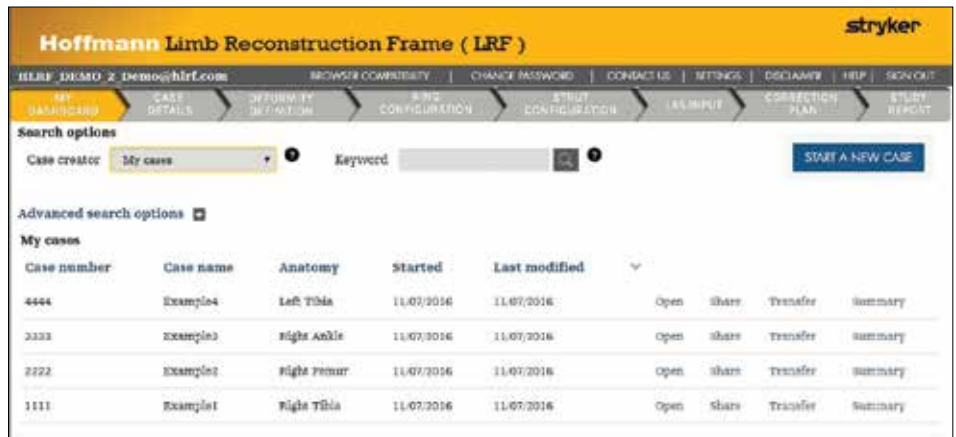 stryker
Hoffmann Limb Reconstruction Frame ( LRF )
HLRF_DEMO_2_Demo@hlrf.com BROWSER COMPATIBILITY | CHANGE PASSWORD | CONTACT US | SETTINGS | DISCLAIMER | HELP | SIGN OUT
MY DASHBOARD CASE DETAILS DEFORMITY DEFINITION RING CONFIGURATION STRUT CONFIGURATION LAS INPUT CORRECTION PLAN STUDY REPORT
Search options
Case creator My cases ? Keyword ? START A NEW CASE
Advanced search options
My cases
Case number Case name Anatomy Started Last modified
4444 Example4 Left Tibia 11/07/2016 11/07/2016 Open Share Transfer Summary
3333 Example3 Right Ankle 11/07/2016 11/07/2016 Open Share Transfer Summary
2222 Example2 Right Femur 11/07/2016 11/07/2016 Open Share Transfer Summary
1111 Example1 Right Tibia 11/07/2016 11/07/2016 Open Share Transfer Summary